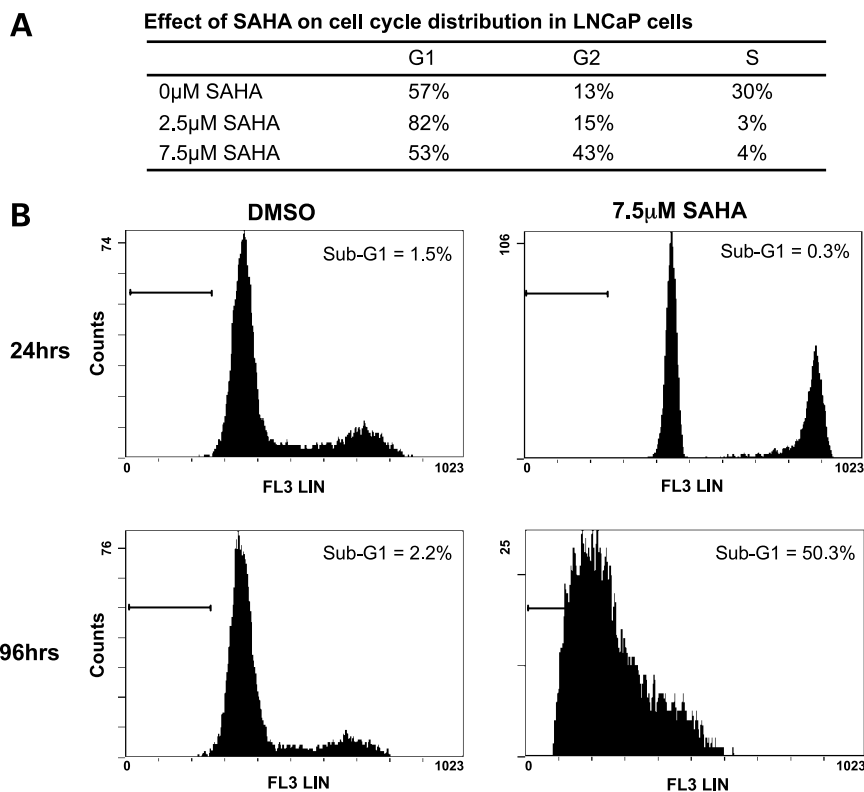 A
Effect of SAHA on cell cycle distribution in LNCaP cells
G1 G2 S
0µM SAHA 57% 13% 30%
2.5µM SAHA 82% 15% 3%
7.5µM SAHA 53% 43% 4%
B
DMSO
7.5µM SAHA
24hrs
Counts
74
Sub-G1 = 1.5%
0 1023
FL3 LIN
106
Sub-G1 = 0.3%
0 1023
FL3 LIN
96hrs
Counts
76
Sub-G1 = 2.2%
0 1023
FL3 LIN
25
Sub-G1 = 50.3%
0 1023
FL3 LIN